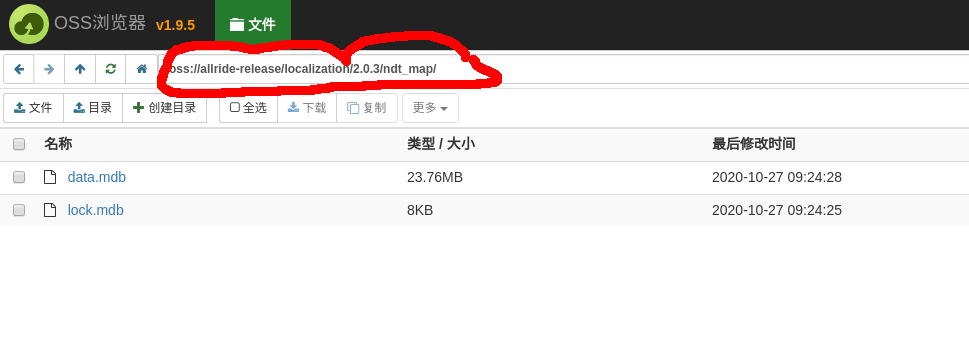 OSS浏览器 v1.9.5 文件
oss://allride-release/localization/2.0.3/ndt_map/
文件 目录 创建目录 全选 下载 复制 更多
名称 类型 / 大小 最后修改时间
data.mdb 23.76MB 2020-10-27 09:24:28
lock.mdb 8KB 2020-10-27 09:24:25